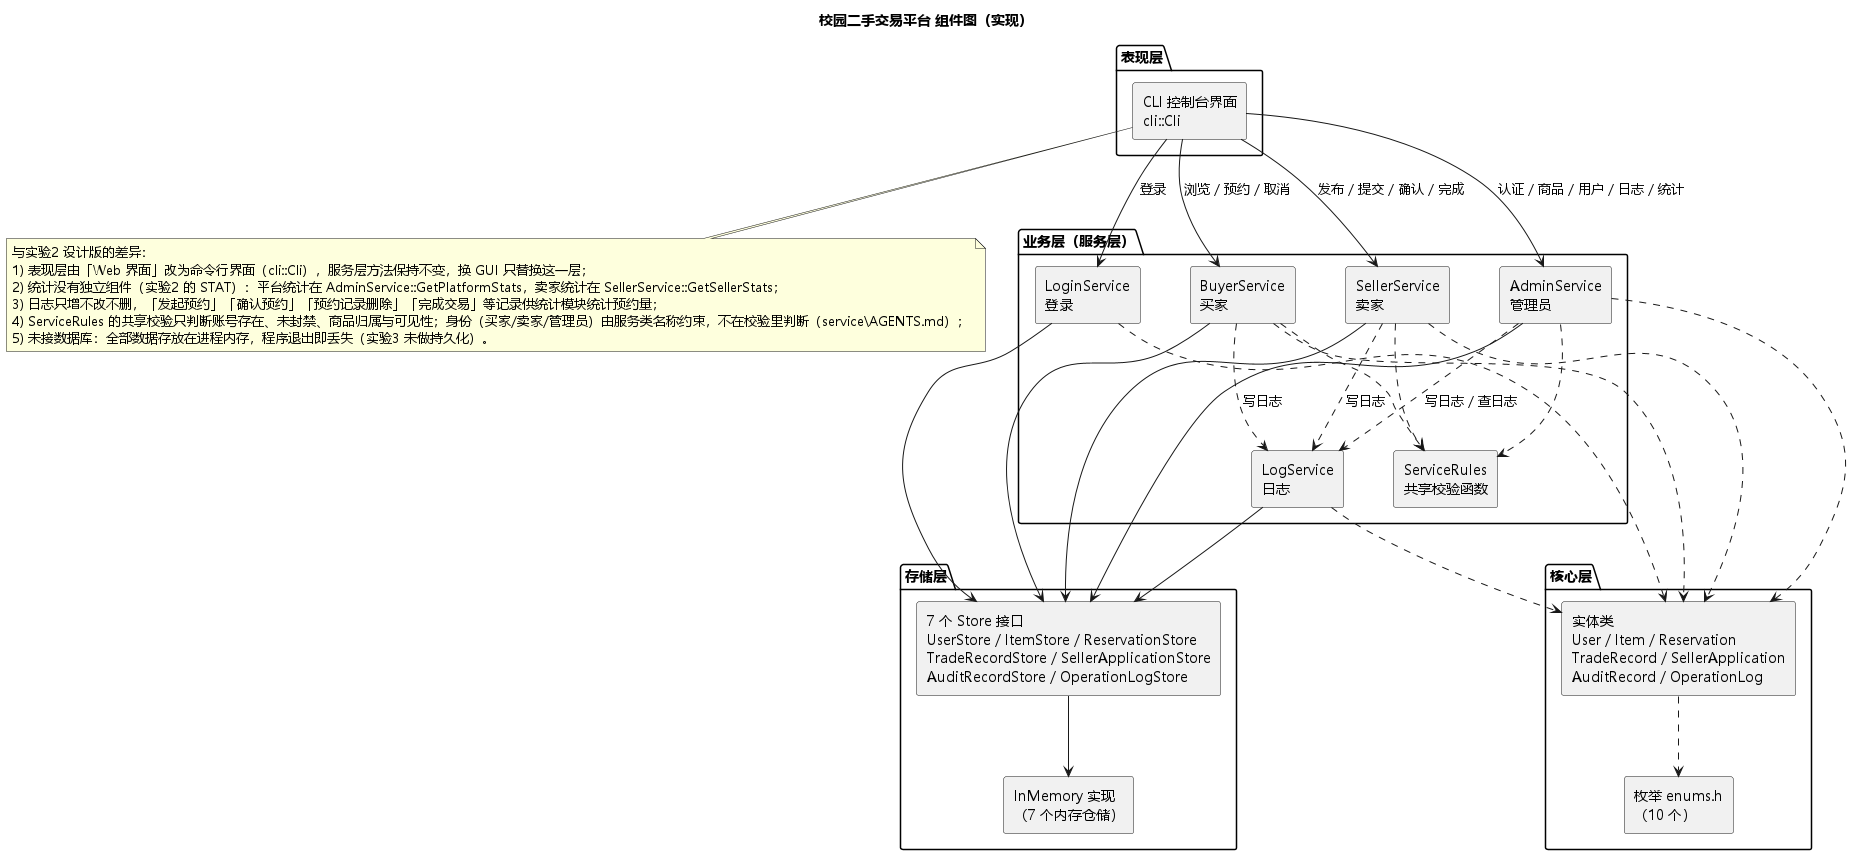 校园二手交易平台 组件图（实现）
表现层
CLI 控制台界面
cli::Cli
登录
浏览 / 预约 / 取消
发布 / 提交 / 确认 / 完成
认证 / 商品 / 用户 / 日志 / 统计
与实验2 设计版的差异：
1) 表现层由「Web 界面」改为命令行界面（cli::Cli），服务层方法保持不变，换 GUI 只替换这一层；
2) 统计没有独立组件（实验2 的 STAT）：平台统计在 AdminService::GetPlatformStats，卖家统计在 SellerService::GetSellerStats；
3) 日志只增不改不删，「发起预约」「确认预约」「预约记录删除」「完成交易」等记录供统计模块统计预约量；
4) ServiceRules 的共享校验只判断账号存在、未封禁、商品归属与可见性；身份（买家/卖家/管理员）由服务类名称约束，不在校验里判断（service\AGENTS.md）；
5) 未接数据库：全部数据存放在进程内存，程序退出即丢失（实验3 未做持久化）。
业务层（服务层）
LoginService
登录
BuyerService
买家
SellerService
卖家
AdminService
管理员
写日志
写日志
写日志 / 查日志
LogService
日志
ServiceRules
共享校验函数
存储层
7 个 Store 接口
UserStore / ItemStore / ReservationStore
TradeRecordStore / SellerApplicationStore
AuditRecordStore / OperationLogStore
InMemory 实现
（7 个内存仓储）
核心层
实体类
User / Item / Reservation
TradeRecord / SellerApplication
AuditRecord / OperationLog
枚举 enums.h
（10 个）